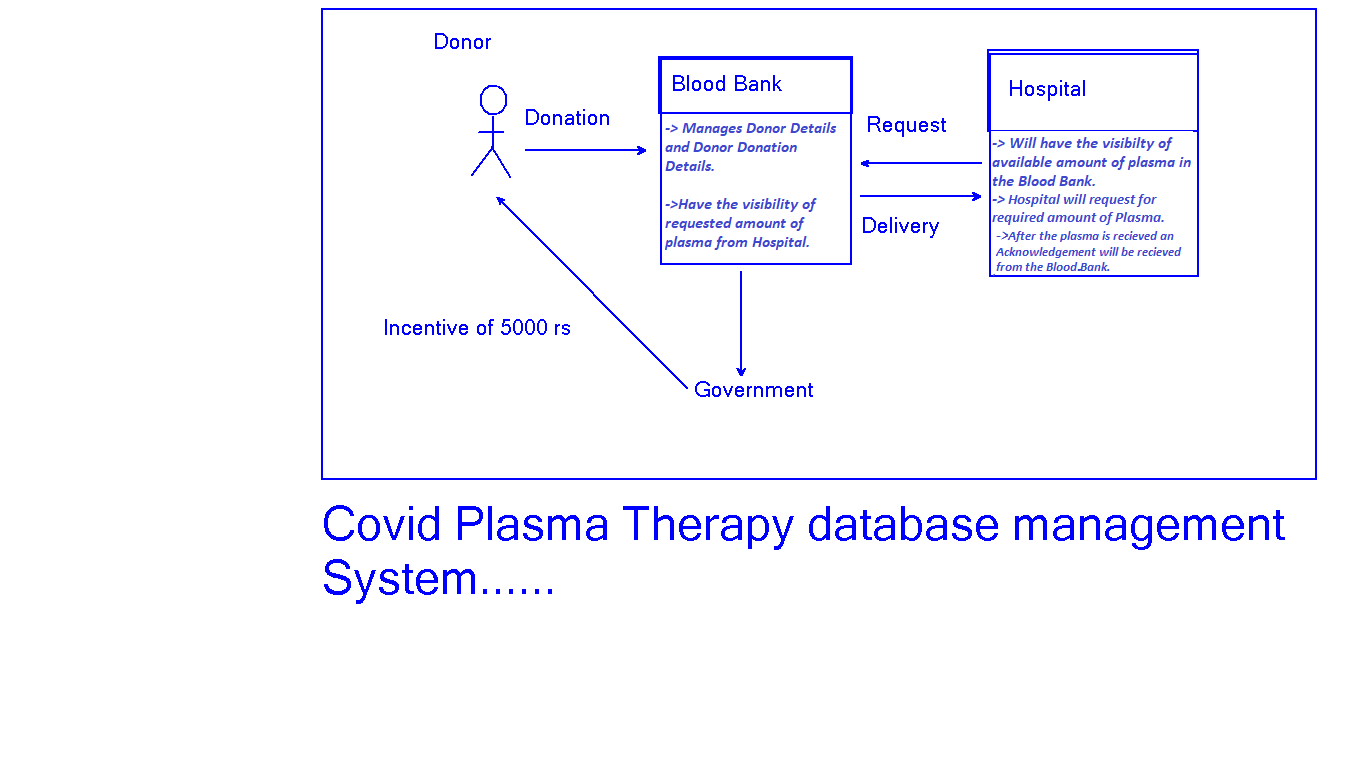 Donor
Donation
Blood Bank
-> Manages Donor Details
and Donor Donation
Details.
->Have the visibility of
requested amount of
plasma from Hospital.
Request
Delivery
Hospital
-> Will have the visibilty of
available amount of plasma in
the Blood Bank.
-> Hospital will request for
required amount of Plasma.
->After the plasma is recieved an
Acknowledgement will be recieved
from the Blood.Bank.
Incentive of 5000 rs
Government
Covid Plasma Therapy database management
System......